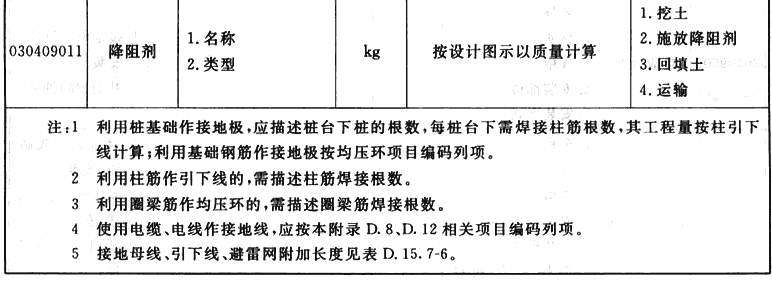 030409011 降阻剂 1.名称 2.类型 kg 按设计图示以质量计算 1.挖土 2.施放降阻剂 3.回填土 4.运输
注:1 利用桩基础作接地极,应描述桩台下桩的根数,每桩台下需焊接柱筋根数,其工程量按柱引下
线计算;利用基础钢筋作接地极按均压环项目编码列项。
2 利用柱筋作引下线的,需描述柱筋焊接根数。
3 利用圈梁筋作均压环的,需描述圈梁筋焊接根数。
4 使用电缆、电线作接地线,应按本附录 D.8、D.12 相关项目编码列项。
5 接地母线、引下线、避雷网附加长度见表 D.15.7-6。